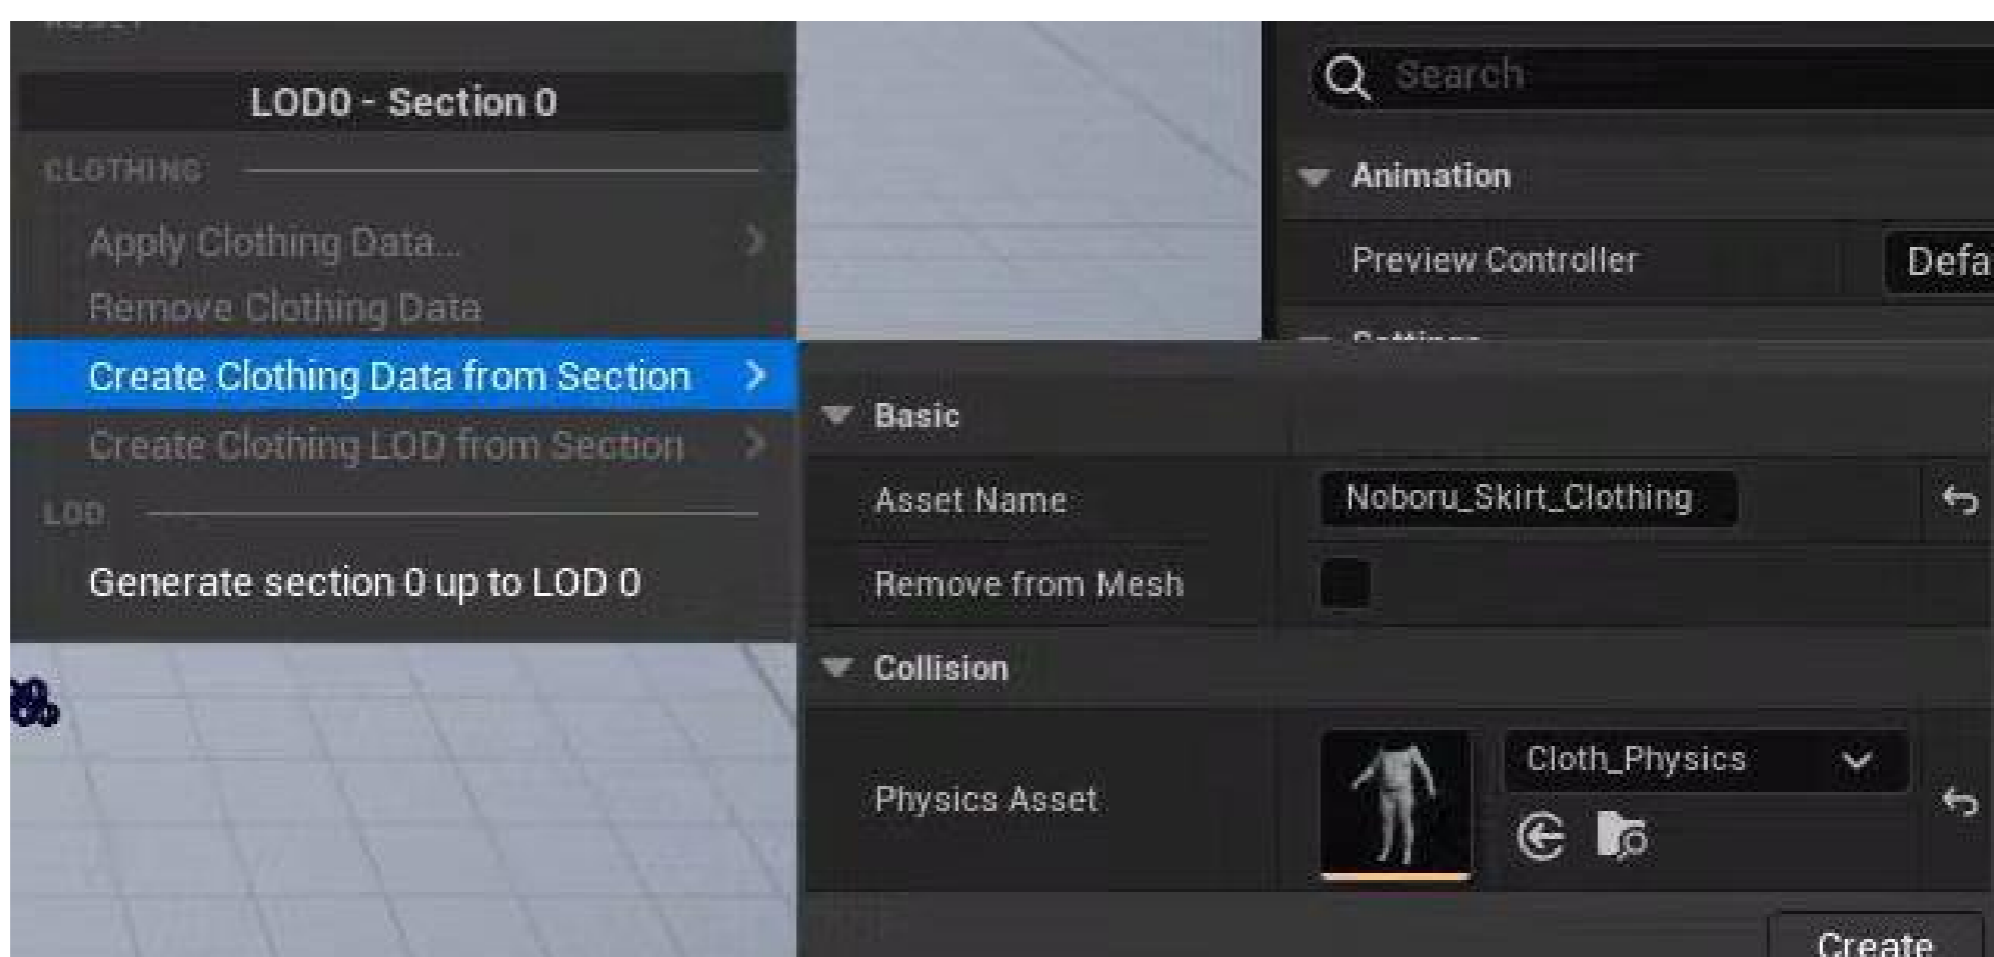 LOD0 - Section 0
CLOTHING
Apply Clothing Data...
Remove Clothing Data
Create Clothing Data from Section
Create Clothing LOD from Section
LOD
Generate section 0 up to LOD 0
Search
Animation
Preview Controller
Defa
Basic
Asset Name
Noboru_Skirt_Clothing
Remove from Mesh
Collision
Physics Asset
Cloth_Physics
Create